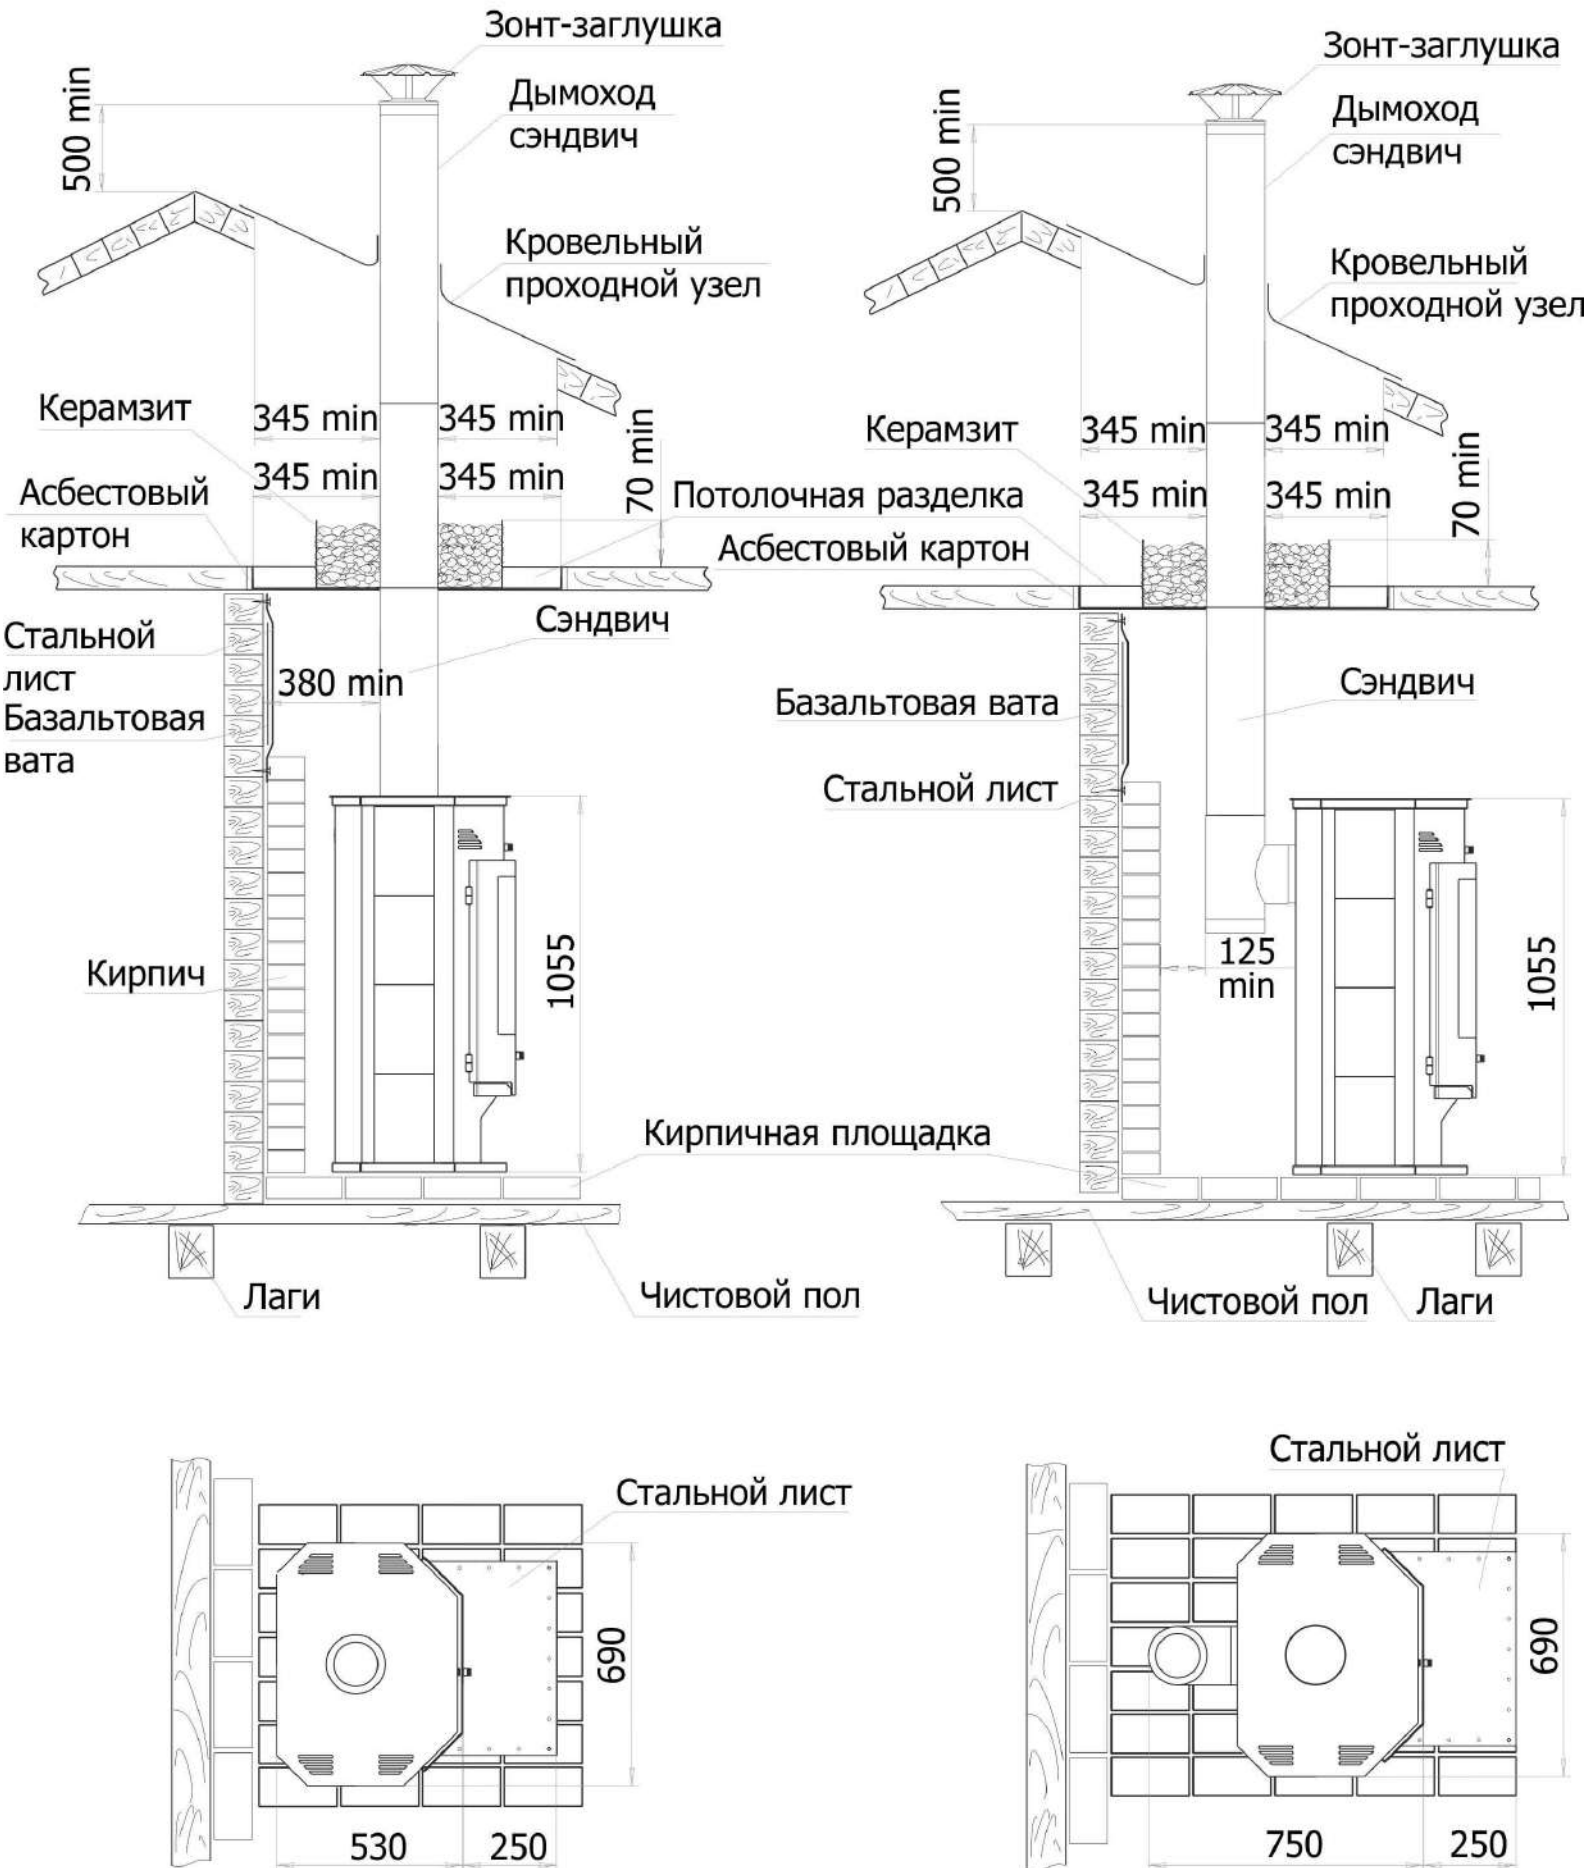 Зонт-заглушка
Дымоход
сэндвич
500 min
Кровельный
проходной узел
Керамзит
345 min
345 min
345 min
345 min
70 min
Асбестовый
картон
Потолочная разделка
Асбестовый картон
Стальной
лист
Базальтовая
вата
Сэндвич
380 min
Кирпич
1055
Кирпичная площадка
Лаги
Чистовой пол
Зонт-заглушка
Дымоход
сэндвич
500 min
Кровельный
проходной узел
Керамзит
345 min
345 min
345 min
345 min
70 min
Базальтовая вата
Сэндвич
Стальной лист
125
min
1055
Чистовой пол
Лаги
Стальной лист
690
530
250
Стальной лист
690
750
250